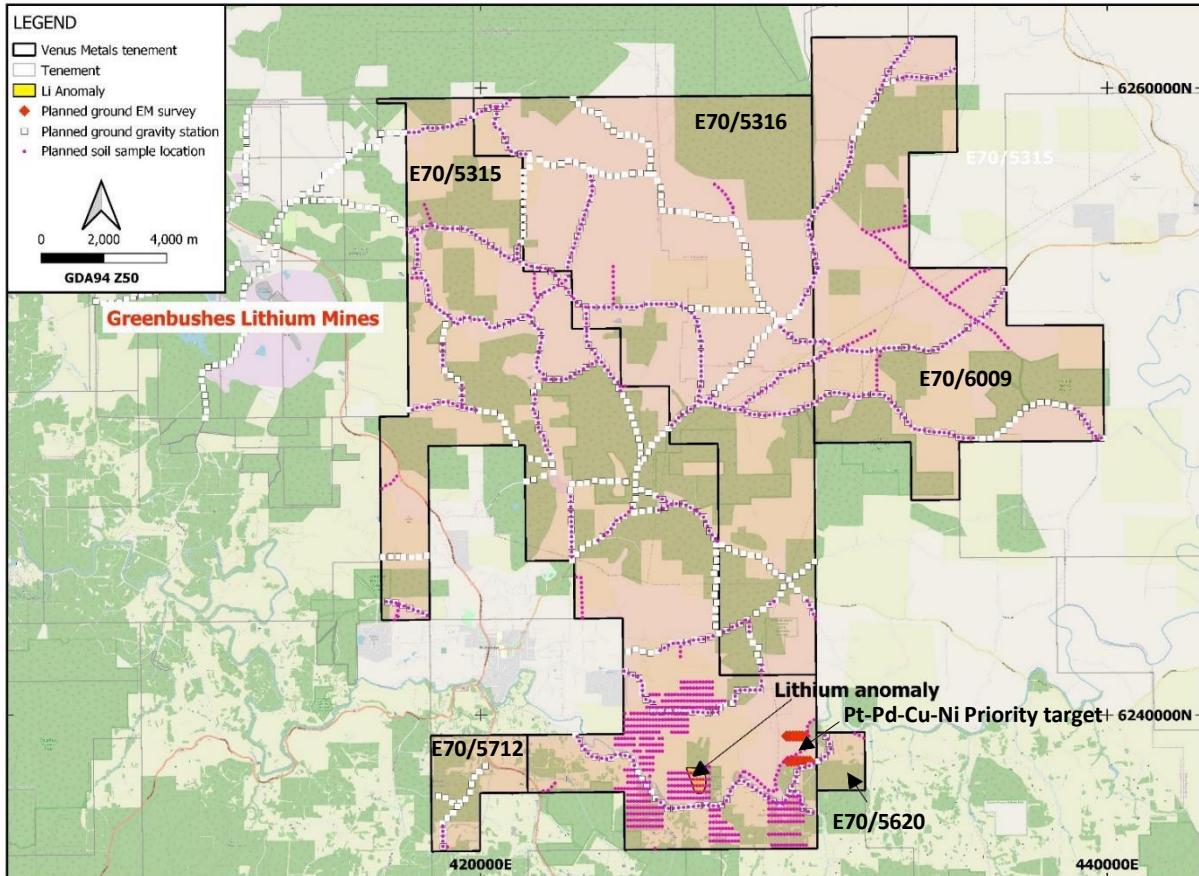 LEGEND
Venus Metals tenement
Tenement
Li Anomaly
Planned ground EM survey
Planned ground gravity station
Planned soil sample location
0 2,000 4,000 m
GDA94 Z50
6260000N
E70/5316
E70/5315
E70/5315
Greenbushes Lithium Mines
E70/6009
Lithium anomaly
Pt-Pd-Cu-Ni Priority target
6240000N
E70/5712
E70/5620
420000E
440000E